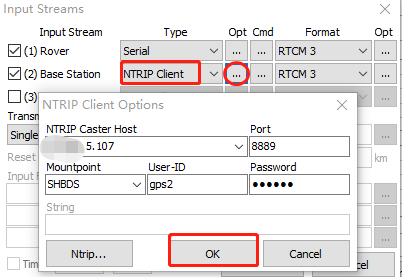 Input Streams
Input Stream Type Opt Cmd Format Opt
(1) Rover Serial ... ... RTCM 3 ...
(2) Base Station NTRIP Client ... ... RTCM 3 ...
(3)
NTRIP Client Options
Transm
Single
NTRIP Caster Host Port
5.107 8889
Reset km
Mountpoint User-ID Password
SHBDS gps2 ••••••
Input F
String
...
Ntrip... OK Cancel
Tim